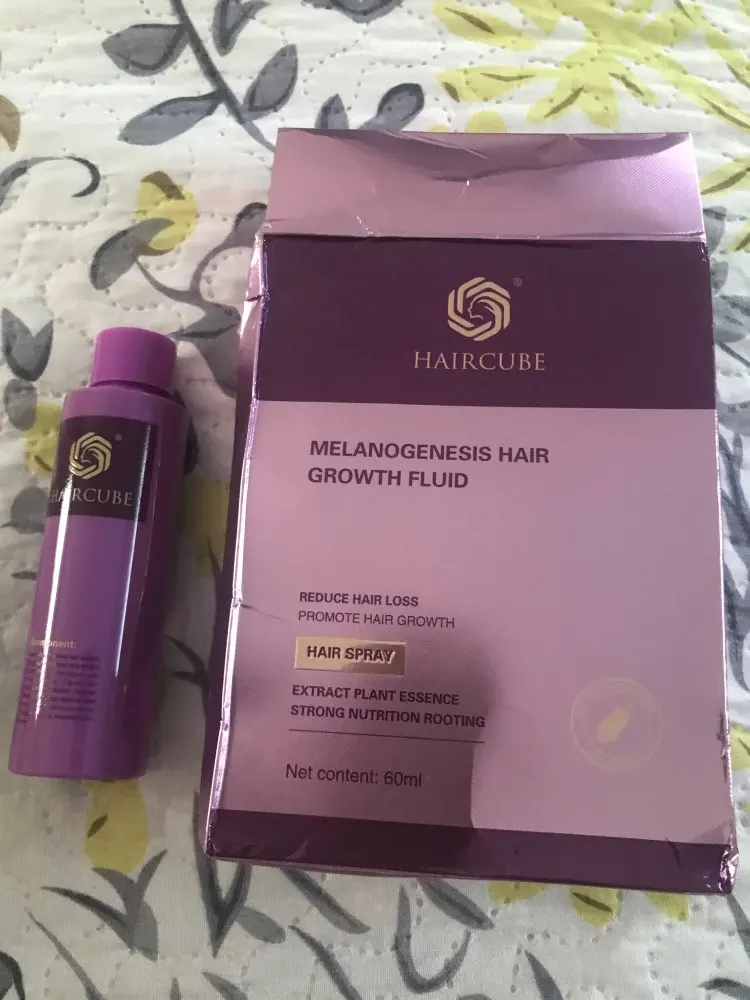 ®
HAIRCUBE
MELANOGENESIS HAIR
GROWTH FLUID
REDUCE HAIR LOSS
PROMOTE HAIR GROWTH
HAIR SPRAY
EXTRACT PLANT ESSENCE
STRONG NUTRITION ROOTING
Net content: 60ml
®
HAIRCUBE